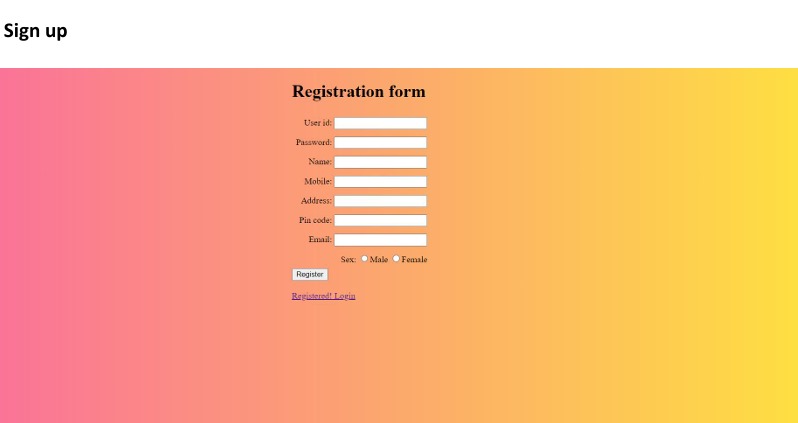 Sign up
Registration form
User id:
Password:
Name:
Mobile:
Address:
Pin code:
Email:
Sex: Male Female
Register
Registered! Login